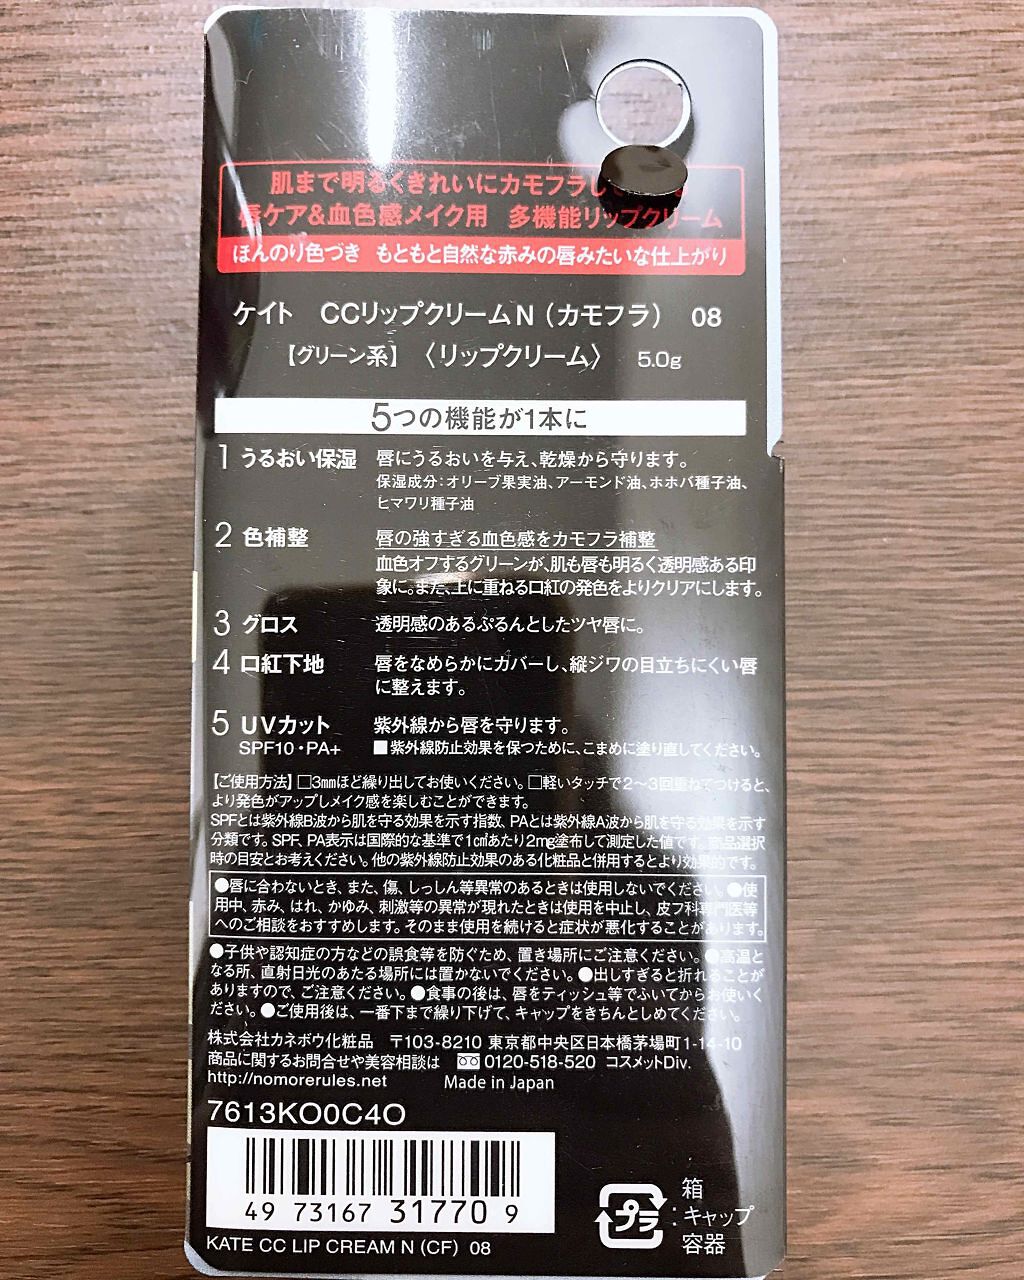 肌まで明るくきれいにカモフラし
唇ケア&血色感メイク用 多機能リップクリーム
ほんのり色づき もともと自然な赤みの唇みたいな仕上がり
ケイト CCリップクリームN(カモフラ) 08
【グリーン系】〈リップクリーム〉 5.0g
5つの機能が1本に
1 うるおい保湿 唇にうるおいを与え、乾燥から守ります。
保湿成分:オリーブ果実油、アーモンド油、ホホバ種子油、
ヒマワリ種子油
2 色補整 唇の強すぎる血色感をカモフラ補整
血色オフするグリーンが、肌も唇も明るく透明感ある印
象に。また、上に重ねる口紅の発色をよりクリアにします。
3 グロス 透明感のあるぷるんとしたツヤ唇に。
4 口紅下地 唇をなめらかにカバーし、縦ジワの目立ちにくい唇
に整えます。
5 UVカット 紫外線から唇を守ります。
SPF10・PA+ ■紫外線防止効果を保つために、こまめに塗り直してください。
【ご使用方法】□3mmほど繰り出してお使いください。□軽いタッチで2〜3回重ねてつけると、
より発色がアップしメイク感を楽しむことができます。
SPFとは紫外線B波から肌を守る効果を示す指数、PAとは紫外線A波から肌を守る効果を示す
分類です。SPF、PA表示は国際的な基準で1c㎡あたり2mg塗布して測定した値です。商品選択
時の目安とお考えください。他の紫外線防止効果のある化粧品と併用するとより効果的です。
●唇に合わないとき、また、傷、しっしん等異常のあるときは使用しないでください。●使
用中、赤み、はれ、かゆみ、刺激等の異常が現れたときは使用を中止し、皮フ科専門医等
へのご相談をおすすめします。そのまま使用を続けると症状が悪化することがあります。
●子供や認知症の方などの誤食等を防ぐため、置き場所にご注意ください。●高温と
なる所、直射日光のあたる場所には置かないでください。●出しすぎると折れることが
ありますので、ご注意ください。●食事の後は、唇をティッシュ等でふいてからお使いく
ださい。●ご使用後は、一番下まで繰り下げて、キャップをきちんとしめてください。
株式会社カネボウ化粧品 〒103-8210 東京都中央区日本橋茅場町1-14-10
商品に関するお問合せや美容相談は 0120-518-520 コスメットDiv.
http://nomorerules.net Made in Japan
7613KO0C4O
49 73167 31770 9
KATE CC LIP CREAM N (CF) 08
プラ
箱
:キャップ
容器